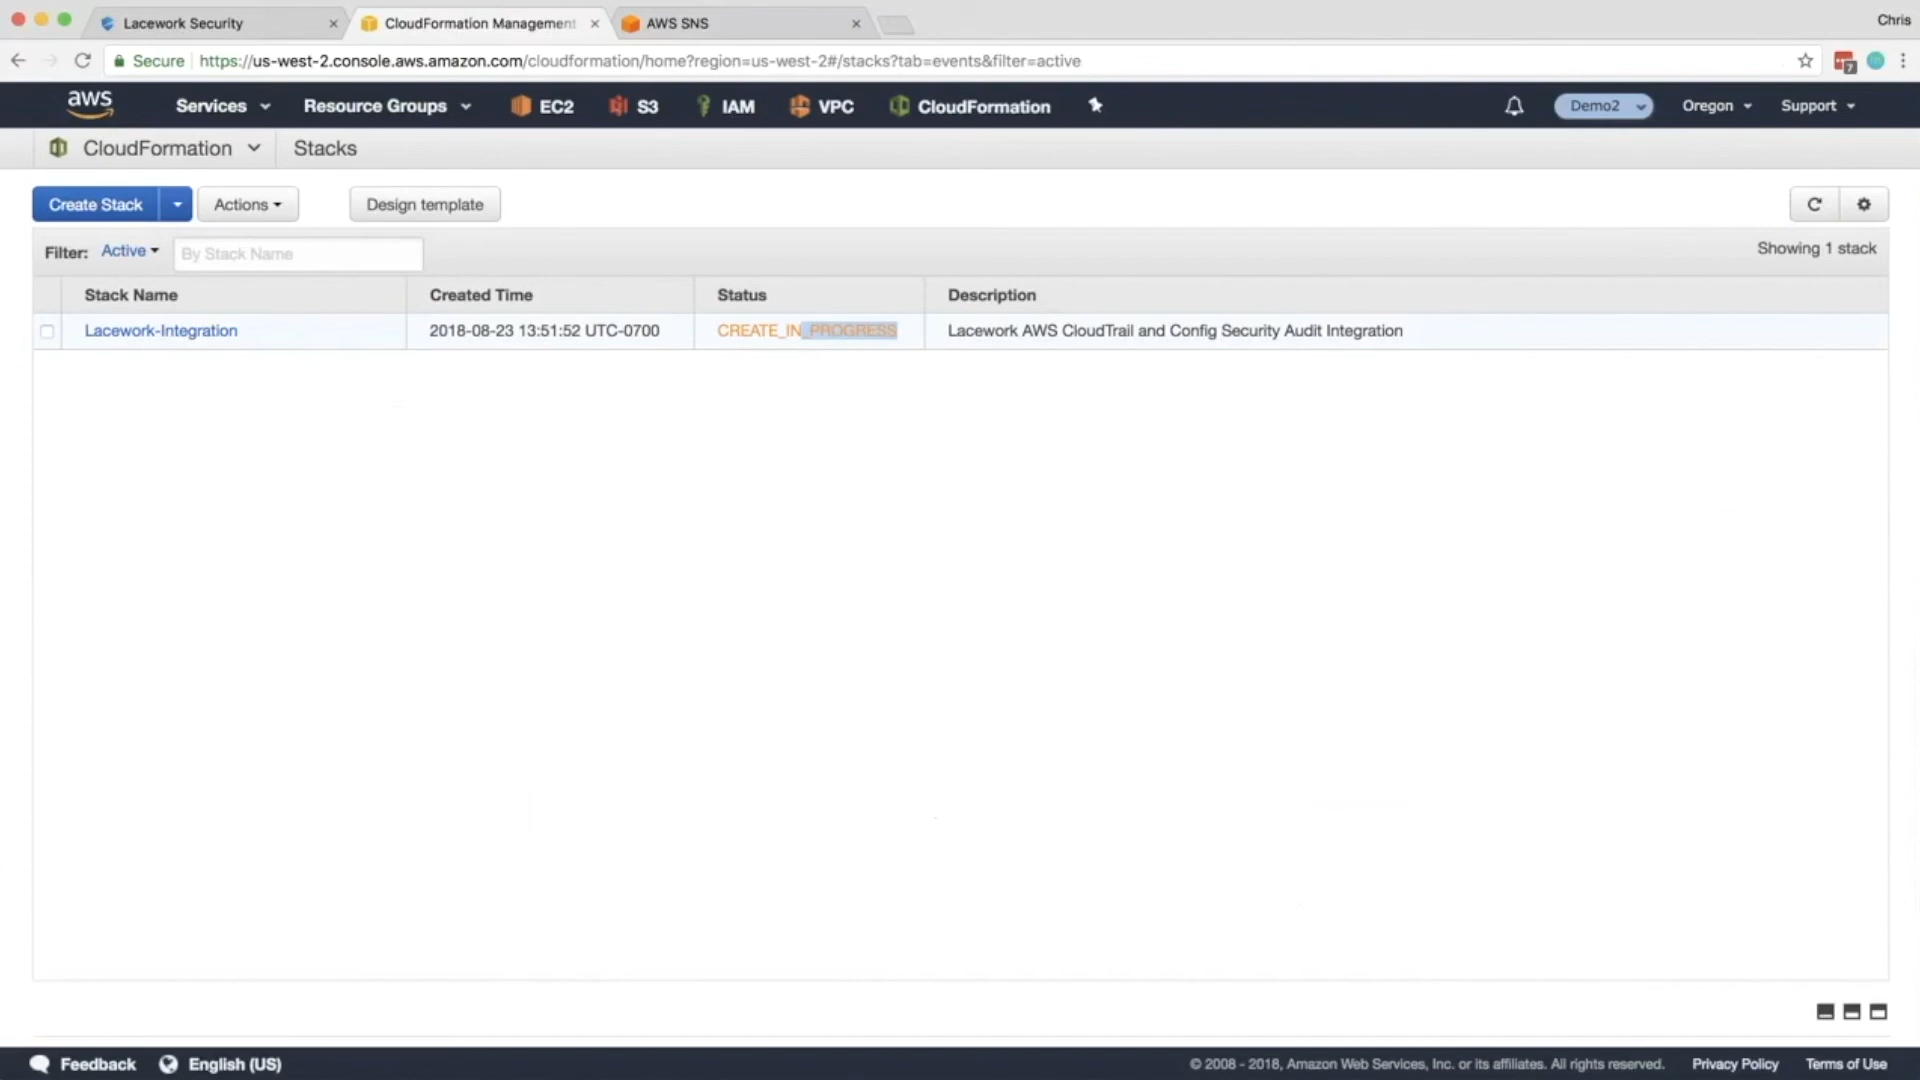 Lacework Security
CloudFormation Management
AWS SNS
Chris
Secure
https://us-west-2.console.aws.amazon.com/cloudformation/home?region=us-west-2#/stacks?tab=events&filter=active
7
aws
Services
Resource Groups
EC2
S3
IAM
VPC
CloudFormation
Demo2
Oregon
Support
CloudFormation
Stacks
Create Stack
Actions
Design template
Filter: Active
By Stack Name
Showing 1 stack
Stack Name
Created Time
Status
Description
Lacework-Integration
2018-08-23 13:51:52 UTC-0700
CREATE_IN_PROGRESS
Lacework AWS CloudTrail and Config Security Audit Integration
Feedback
English (US)
© 2008 - 2018, Amazon Web Services, Inc. or its affiliates. All rights reserved.
Privacy Policy
Terms of Use